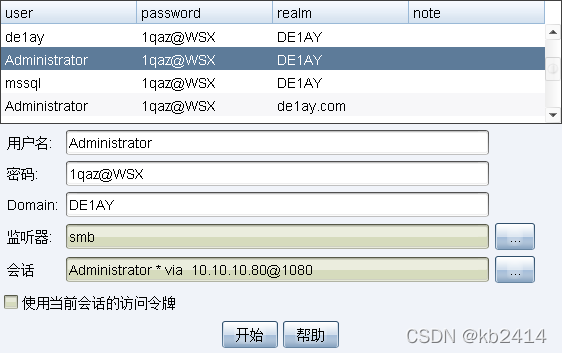 user password realm note
de1ay 1qaz@WSX DE1AY
Administrator 1qaz@WSX DE1AY
mssql 1qaz@WSX DE1AY
Administrator 1qaz@WSX de1ay.com
用户名: Administrator
密码: 1qaz@WSX
Domain: DE1AY
监听器: smb ...
会话 Administrator * via 10.10.10.80@1080 ...
使用当前会话的访问令牌
开始 帮助
CSDN @kb2414